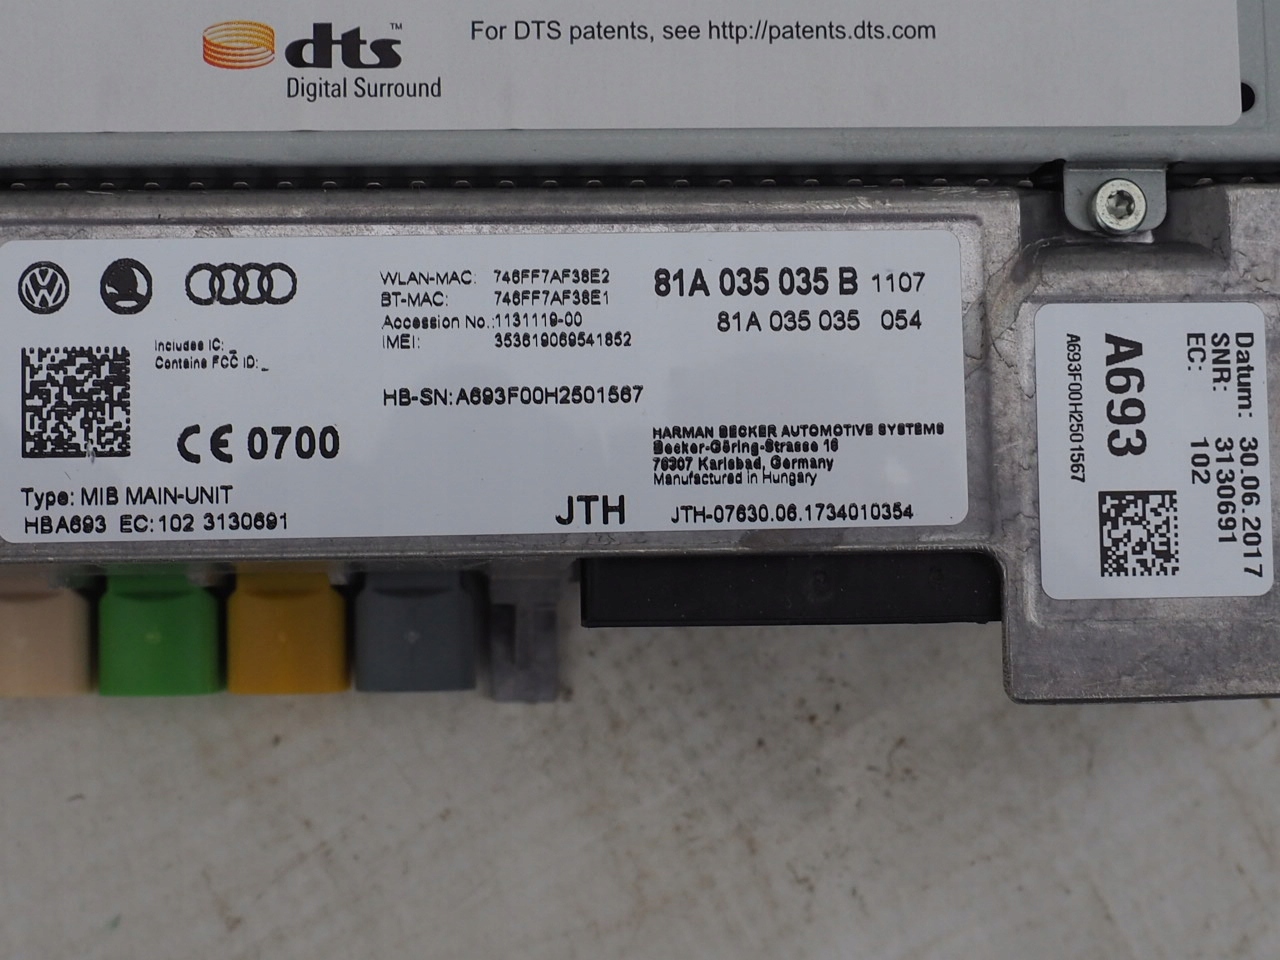 dts™
Digital Surround
For DTS patents, see http://patents.dts.com
WLAN-MAC: 746FF7AF38E2
BT-MAC: 746FF7AF38E1
Accession No.:1131119-00
IMEI: 353619069541852
81A 035 035 B 1107
81A 035 035 054
Includes IC:_
Contains FCC ID:_
HB-SN:A693F00H2501567
CE 0700
HARMAN BECKER AUTOMOTIVE SYSTEMS
Becker-Göring-Strasse 16
76307 Karlsbad, Germany
Manufactured in Hungary
Type: MIB MAIN-UNIT
HBA693 EC:102 3130691
JTH
JTH-07630.06.1734010354
Datum: 30.06.2017
SNR: 3130691
EC: 102
A693
A693F00H2501567